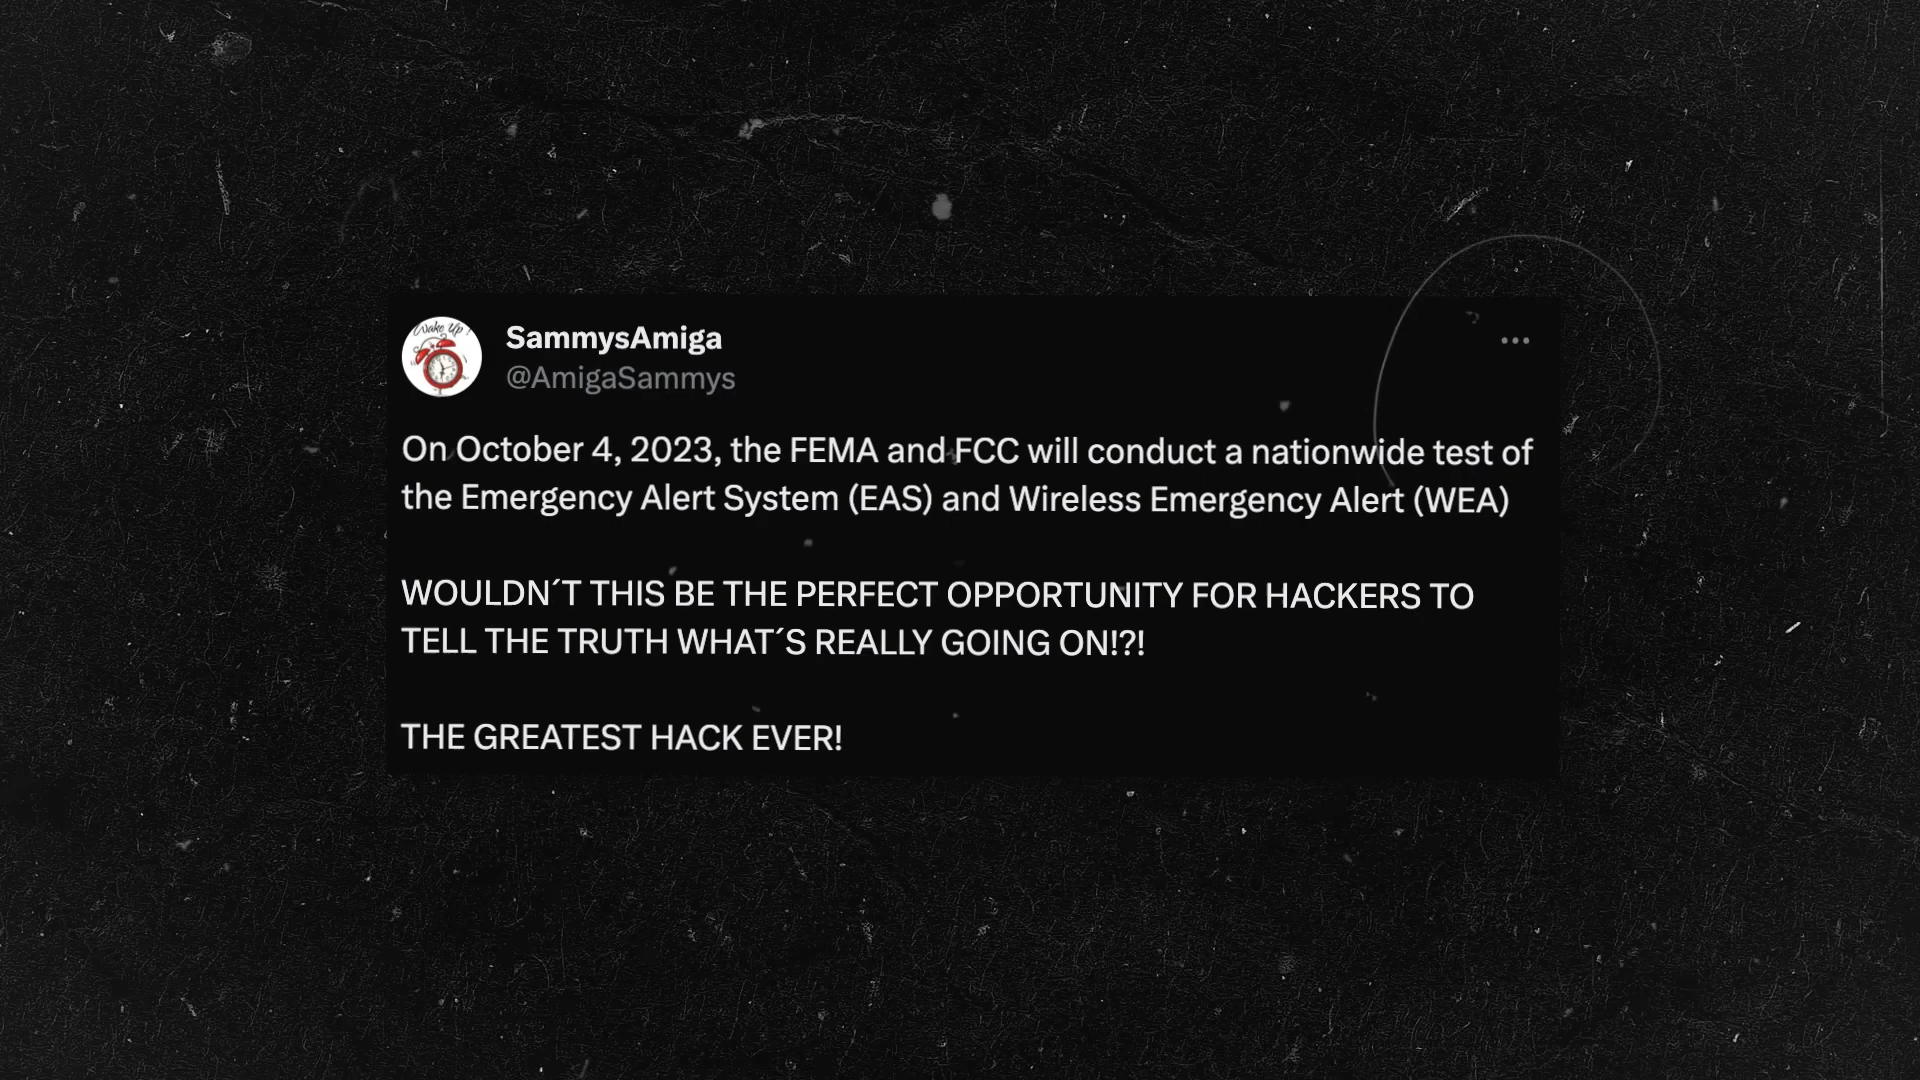 Wake Up!
SammysAmiga
@AmigaSammys
On October 4, 2023, the FEMA and FCC will conduct a nationwide test of
the Emergency Alert System (EAS) and Wireless Emergency Alert (WEA)
WOULDN´T THIS BE THE PERFECT OPPORTUNITY FOR HACKERS TO
TELL THE TRUTH WHAT´S REALLY GOING ON!?!
THE GREATEST HACK EVER!